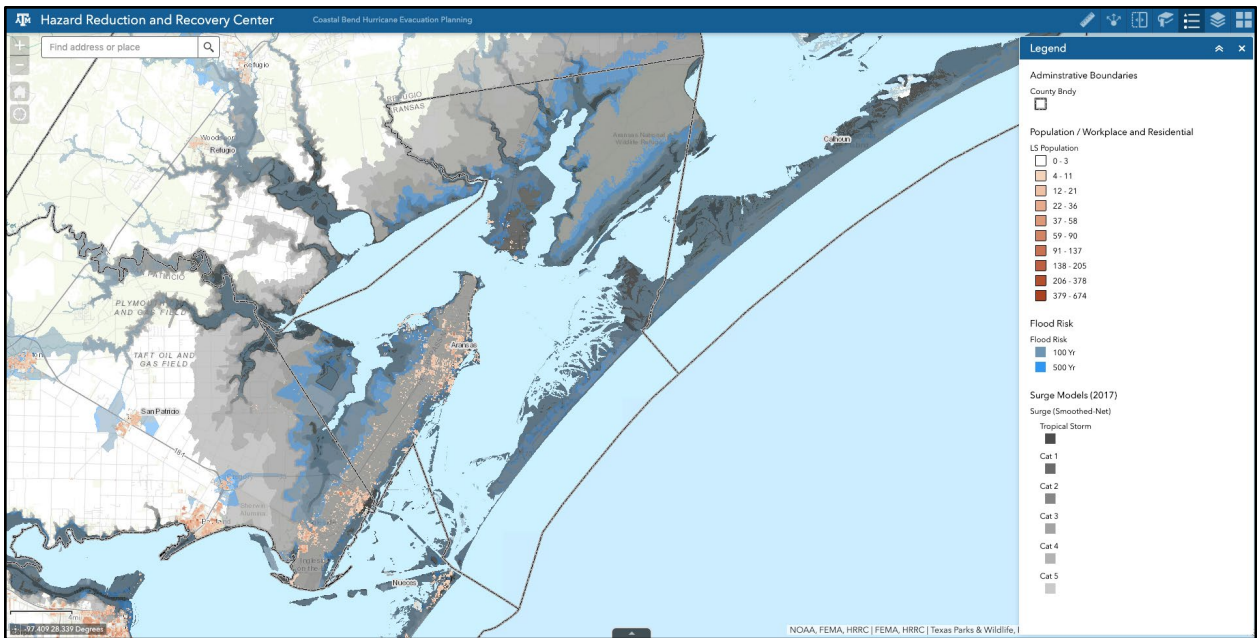 Hazard Reduction and Recovery Center
Coastal Bend Hurricane Evacuation Planning
Find address or place
Refugio
REFUGIO
ARANSAS
Aransas National
Wildlife Refuge
Calhoun
Refugio
PATRICIO
TAFT OIL AND
GAS FIELD
AND GAS FIELD
Aransas
San Patricio
181
Portland
Nueces
-97.409 28.339 Degrees
NOAA, FEMA, HRRC | FEMA, HRRC | Texas Parks & Wildlife,
Legend
Adminstrative Boundaries
County Bndy
Population / Workplace and Residential
LS Population
0 - 3
4 - 11
12 - 21
22 - 36
37 - 58
59 - 90
91 - 137
138 - 205
206 - 378
379 - 674
Flood Risk
Flood Risk
100 Yr
500 Yr
Surge Models (2017)
Surge (Smoothed-Net)
Tropical Storm
Cat 1
Cat 2
Cat 3
Cat 4
Cat 5